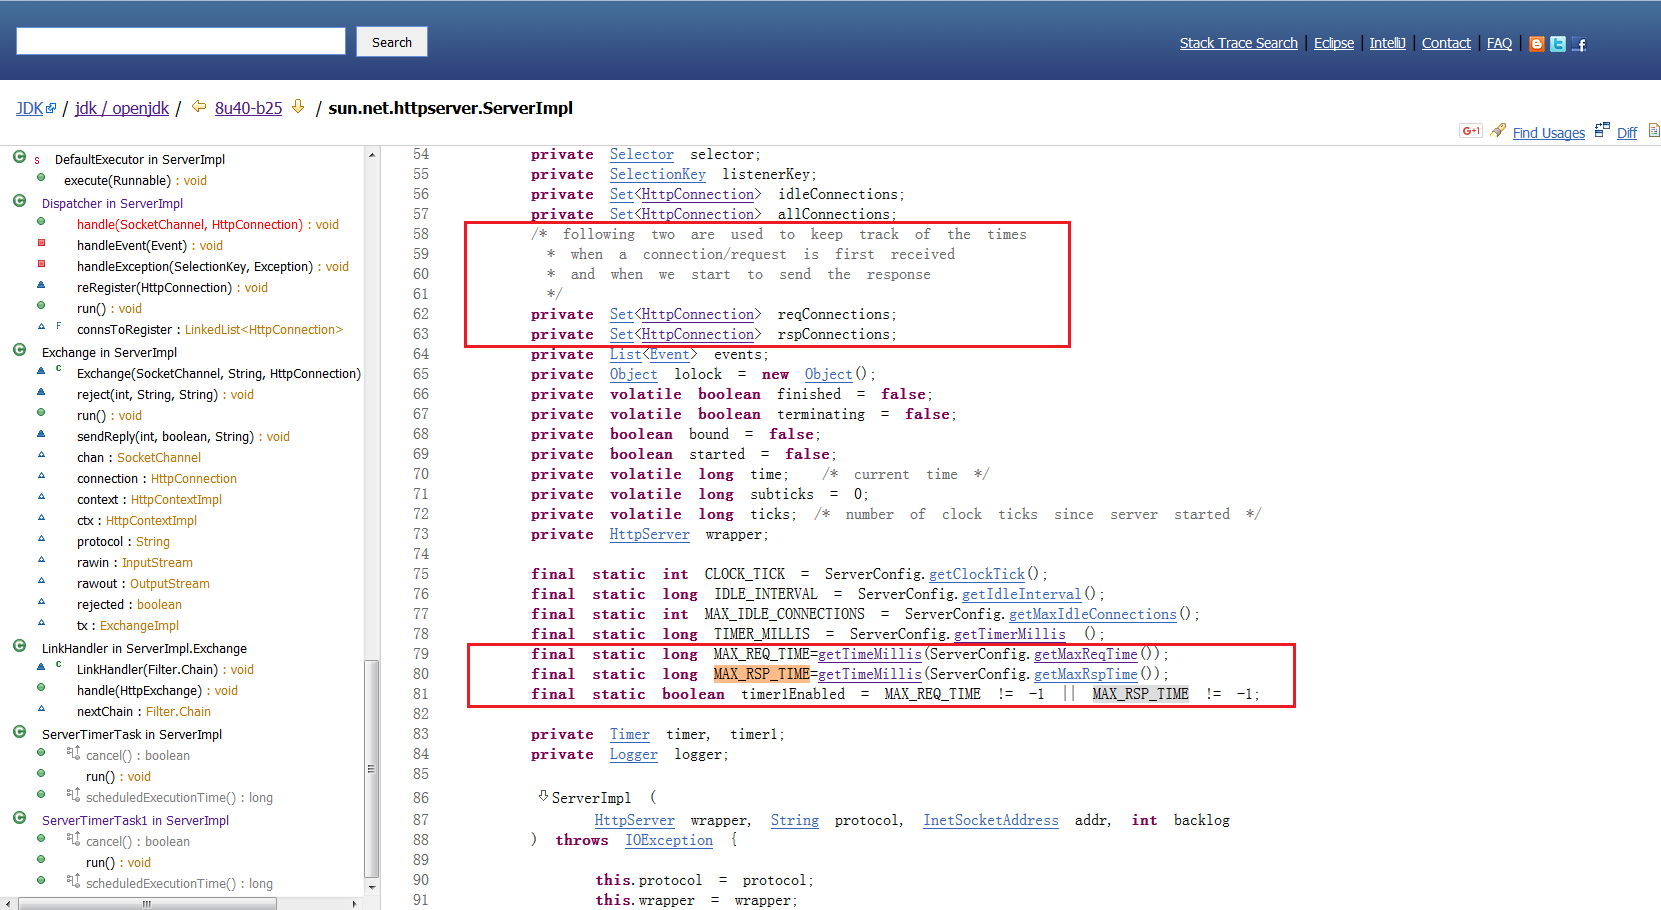 Search
Stack Trace Search | Eclipse | IntelliJ | Contact | FAQ |
JDK / jdk / openjdk / 8u40-b25 / sun.net.httpserver.ServerImpl
G+1 Find Usages Diff
DefaultExecutor in ServerImpl
execute(Runnable) : void
Dispatcher in ServerImpl
handle(SocketChannel, HttpConnection) : void
handleEvent(Event) : void
handleException(SelectionKey, Exception) : void
reRegister(HttpConnection) : void
run() : void
connsToRegister : LinkedList<HttpConnection>
Exchange in ServerImpl
Exchange(SocketChannel, String, HttpConnection)
reject(int, String, String) : void
run() : void
sendReply(int, boolean, String) : void
chan : SocketChannel
connection : HttpConnection
context : HttpContextImpl
ctx : HttpContextImpl
protocol : String
rawin : InputStream
rawout : OutputStream
rejected : boolean
tx : ExchangeImpl
LinkHandler in ServerImpl.Exchange
LinkHandler(Filter.Chain) : void
handle(HttpExchange) : void
nextChain : Filter.Chain
ServerTimerTask in ServerImpl
cancel() : boolean
run() : void
scheduledExecutionTime() : long
ServerTimerTask1 in ServerImpl
cancel() : boolean
run() : void
scheduledExecutionTime() : long
54 private Selector selector;
55 private SelectionKey listenerKey;
56 private Set<HttpConnection> idleConnections;
57 private Set<HttpConnection> allConnections;
58 /* following two are used to keep track of the times
59 * when a connection/request is first received
60 * and when we start to send the response
61 */
62 private Set<HttpConnection> reqConnections;
63 private Set<HttpConnection> rspConnections;
64 private List<Event> events;
65 private Object lolock = new Object();
66 private volatile boolean finished = false;
67 private volatile boolean terminating = false;
68 private boolean bound = false;
69 private boolean started = false;
70 private volatile long time; /* current time */
71 private volatile long subticks = 0;
72 private volatile long ticks; /* number of clock ticks since server started */
73 private HttpServer wrapper;
74
75 final static int CLOCK_TICK = ServerConfig.getClockTick();
76 final static long IDLE_INTERVAL = ServerConfig.getIdleInterval();
77 final static int MAX_IDLE_CONNECTIONS = ServerConfig.getMaxIdleConnections();
78 final static long TIMER_MILLIS = ServerConfig.getTimerMillis ();
79 final static long MAX_REQ_TIME=getTimeMillis(ServerConfig.getMaxReqTime());
80 final static long MAX_RSP_TIME=getTimeMillis(ServerConfig.getMaxRspTime());
81 final static boolean timer1Enabled = MAX_REQ_TIME != -1 || MAX_RSP_TIME != -1;
82
83 private Timer timer, timer1;
84 private Logger logger;
85
86 ServerImpl (
87 HttpServer wrapper, String protocol, InetSocketAddress addr, int backlog
88 ) throws IOException {
89
90 this.protocol = protocol;
91 this.wrapper = wrapper;